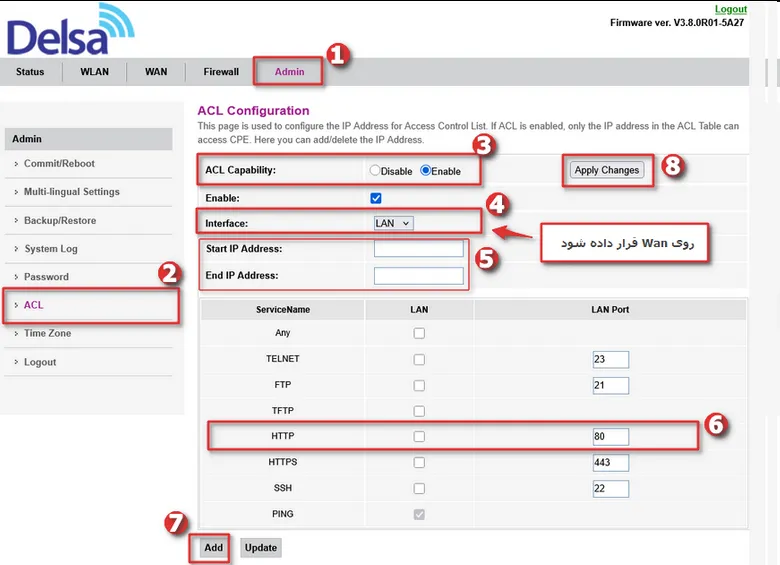 Logout
Firmware ver. V3.8.0R01-5A27
Delsa
1
Status WLAN WAN Firewall Admin
ACL Configuration
This page is used to configure the IP Address for Access Control List. If ACL is enabled, only the IP address in the ACL Table can
access CPE. Here you can add/delete the IP Address.
Admin
> Commit/Reboot
> Multi-lingual Settings
> Backup/Restore
> System Log
> Password
2
> ACL
> Time Zone
> Logout
3
ACL Capability: Disable Enable
Apply Changes 8
Enable:
4
Interface: LAN
روی Wan قرار داده شود
Start IP Address:
5
End IP Address:
ServiceName LAN LAN Port
Any
TELNET 23
FTP 21
TFTP
6
HTTP 80
HTTPS 443
SSH 22
PING
7
Add Update